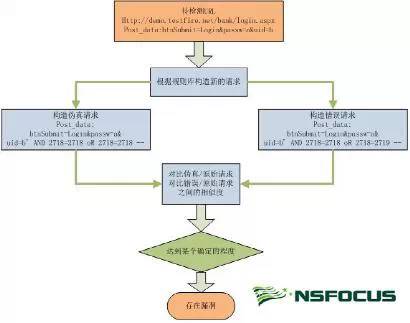 待检测URL
Http://demo.testfire.net/bank/login.aspx
Post_data:btnSubmit=Login&passw=a&uid=b
根据规则库构造新的请求
构造仿真请求
Post_data:
btnSubmit=Login&passw=a&
uid=b' AND 2718=2718 oR 2718=2718 --
构造错误请求
Post_data:
btnSubmit=Login&passw=a&
uid=b' AND 2718=2718 oR 2718=2719 --
对比仿真/原始请求
对比错误/原始请求
之间的相似度
达到某个确定的程度
存在漏洞
NSFOCUS